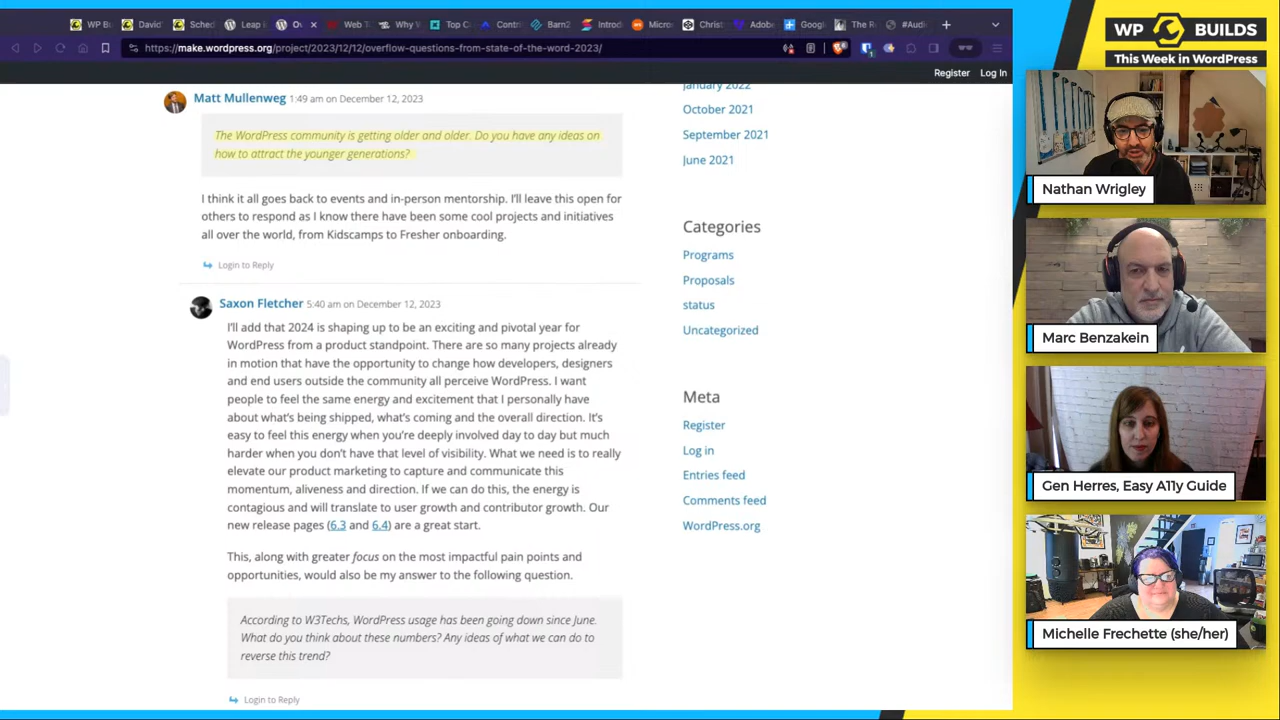 WP B
David
Sched
Leap i
Ov
Web T
Why V
Top C
Contr
Barn2
Introd
Micro
Christ
Adobe
Googl
The R
#Audio
https://make.wordpress.org/project/2023/12/12/overflow-questions-from-state-of-the-word-2023/
Register Log In
Matt Mullenweg 1:49 am on December 12, 2023
The WordPress community is getting older and older. Do you have any ideas on
how to attract the younger generations?
I think it all goes back to events and in-person mentorship. I'll leave this open for
others to respond as I know there have been some cool projects and initiatives
all over the world, from Kidscamps to Fresher onboarding.
Login to Reply
Saxon Fletcher 5:40 am on December 12, 2023
I'll add that 2024 is shaping up to be an exciting and pivotal year for
WordPress from a product standpoint. There are so many projects already
in motion that have the opportunity to change how developers, designers
and end users outside the community all perceive WordPress. I want
people to feel the same energy and excitement that I personally have
about what's being shipped, what's coming and the overall direction. It's
easy to feel this energy when you're deeply involved day to day but much
harder when you don't have that level of visibility. What we need is to really
elevate our product marketing to capture and communicate this
momentum, aliveness and direction. If we can do this, the energy is
contagious and will translate to user growth and contributor growth. Our
new release pages (6.3 and 6.4) are a great start.
This, along with greater focus on the most impactful pain points and
opportunities, would also be my answer to the following question.
According to W3Techs, WordPress usage has been going down since June.
What do you think about these numbers? Any ideas of what we can do to
reverse this trend?
Login to Reply
January 2022
October 2021
September 2021
June 2021
Categories
Programs
Proposals
status
Uncategorized
Meta
Register
Log in
Entries feed
Comments feed
WordPress.org
WP BUILDS
This Week in WordPress
Nathan Wrigley
Marc Benzakein
Gen Herres, Easy A11y Guide
Michelle Frechette (she/her)